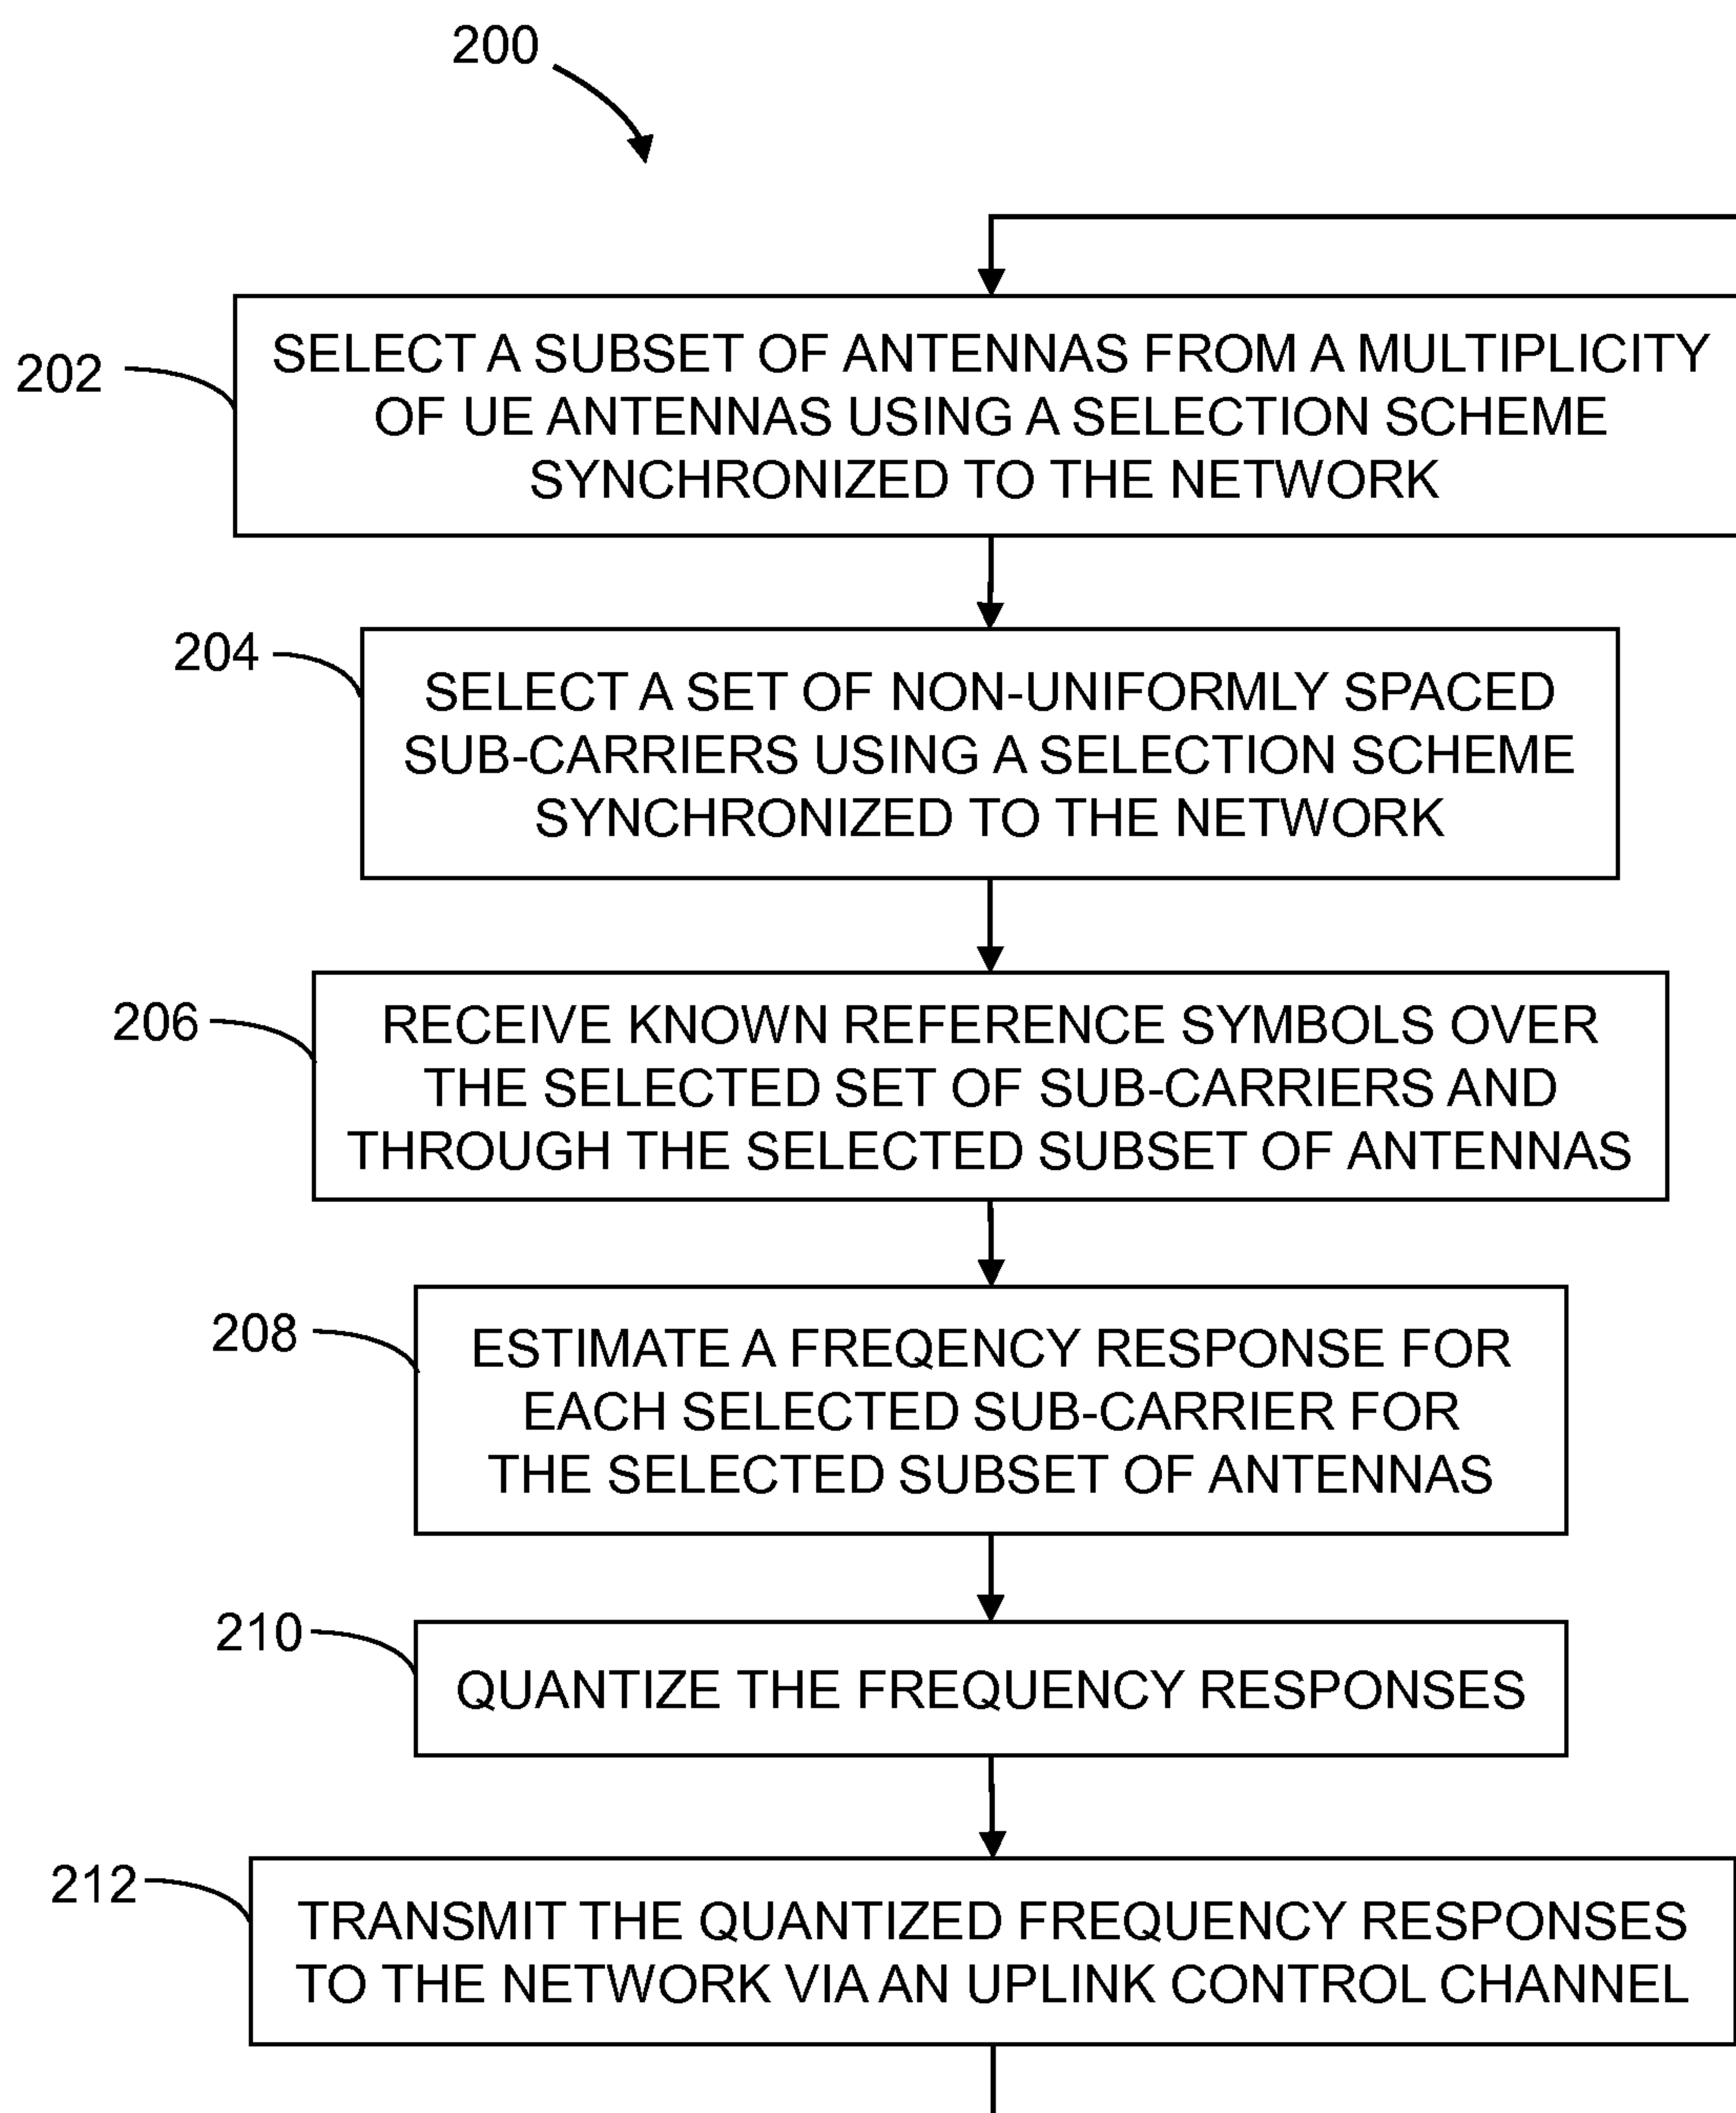 200
202
SELECT A SUBSET OF ANTENNAS FROM A MULTIPLICITY
OF UE ANTENNAS USING A SELECTION SCHEME
SYNCHRONIZED TO THE NETWORK
204
SELECT A SET OF NON-UNIFORMLY SPACED
SUB-CARRIERS USING A SELECTION SCHEME
SYNCHRONIZED TO THE NETWORK
206
RECEIVE KNOWN REFERENCE SYMBOLS OVER
THE SELECTED SET OF SUB-CARRIERS AND
THROUGH THE SELECTED SUBSET OF ANTENNAS
208
ESTIMATE A FREQENCY RESPONSE FOR
EACH SELECTED SUB-CARRIER FOR
THE SELECTED SUBSET OF ANTENNAS
210
QUANTIZE THE FREQUENCY RESPONSES
212
TRANSMIT THE QUANTIZED FREQUENCY RESPONSES
TO THE NETWORK VIA AN UPLINK CONTROL CHANNEL